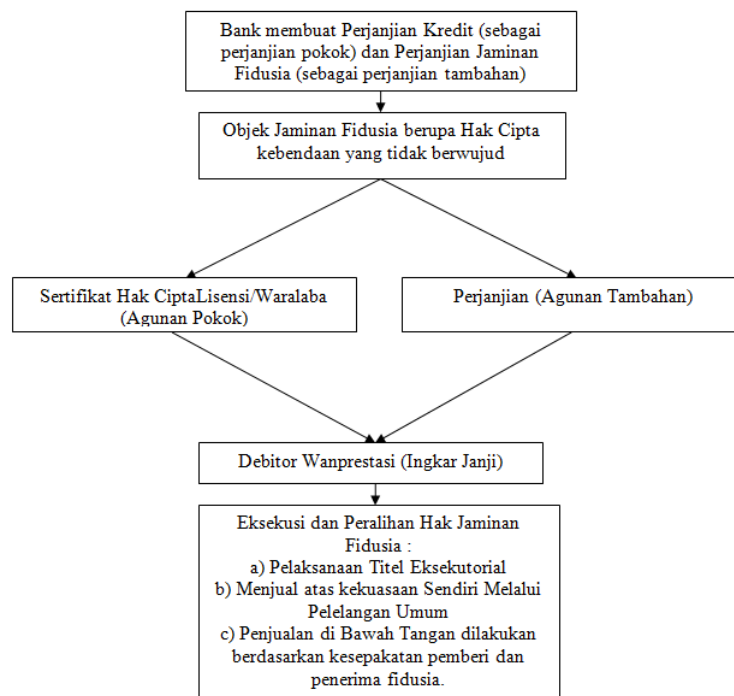 Bank membuat Perjanjian Kredit (sebagai
perjanjian pokok) dan Perjanjian Jaminan
Fidusia (sebagai perjanjian tambahan)
Objek Jaminan Fidusia berupa Hak Cipta
kebendaan yang tidak berwujud
Sertifikat Hak CiptaLisensi/Waralaba
(Agunan Pokok)
Perjanjian (Agunan Tambahan)
Debitor Wanprestasi (Ingkar Janji)
Eksekusi dan Peralihan Hak Jaminan
Fidusia :
a) Pelaksanaan Titel Eksekutorial
b) Menjual atas kekuasaan Sendiri Melalui
Pelelangan Umum
c) Penjualan di Bawah Tangan dilakukan
berdasarkan kesepakatan pemberi dan
penerima fidusia.